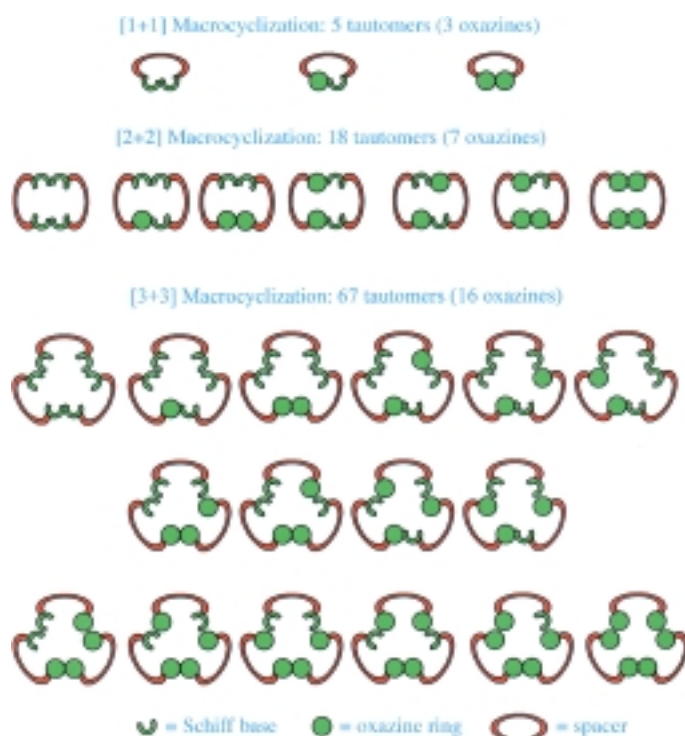 [1+1] Macrocyclization: 5 tautomers (3 oxazines)
[2+2] Macrocyclization: 18 tautomers (7 oxazines)
[3+3] Macrocyclization: 67 tautomers (16 oxazines)
= Schiff base = oxazine ring = spacer